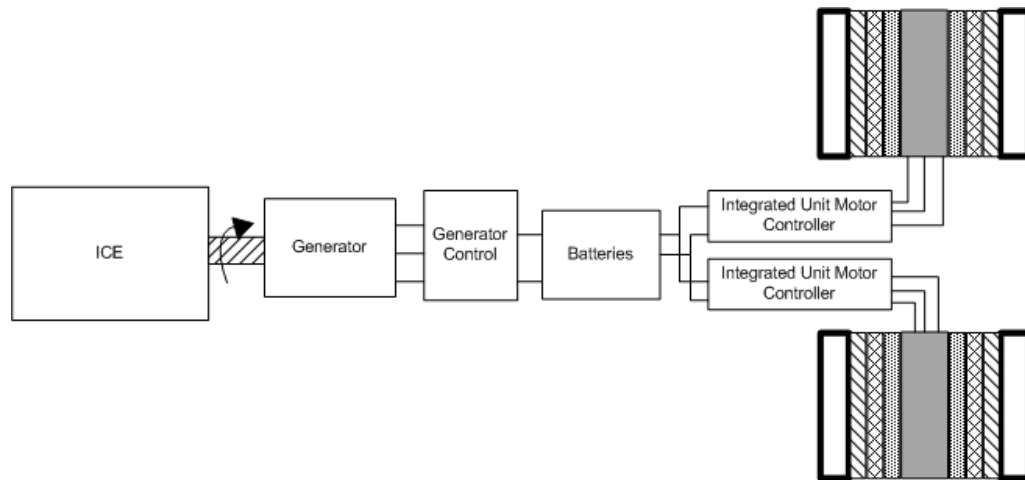 ICE
Generator
Generator
Control
Batteries
Integrated Unit Motor
Controller
Integrated Unit Motor
Controller